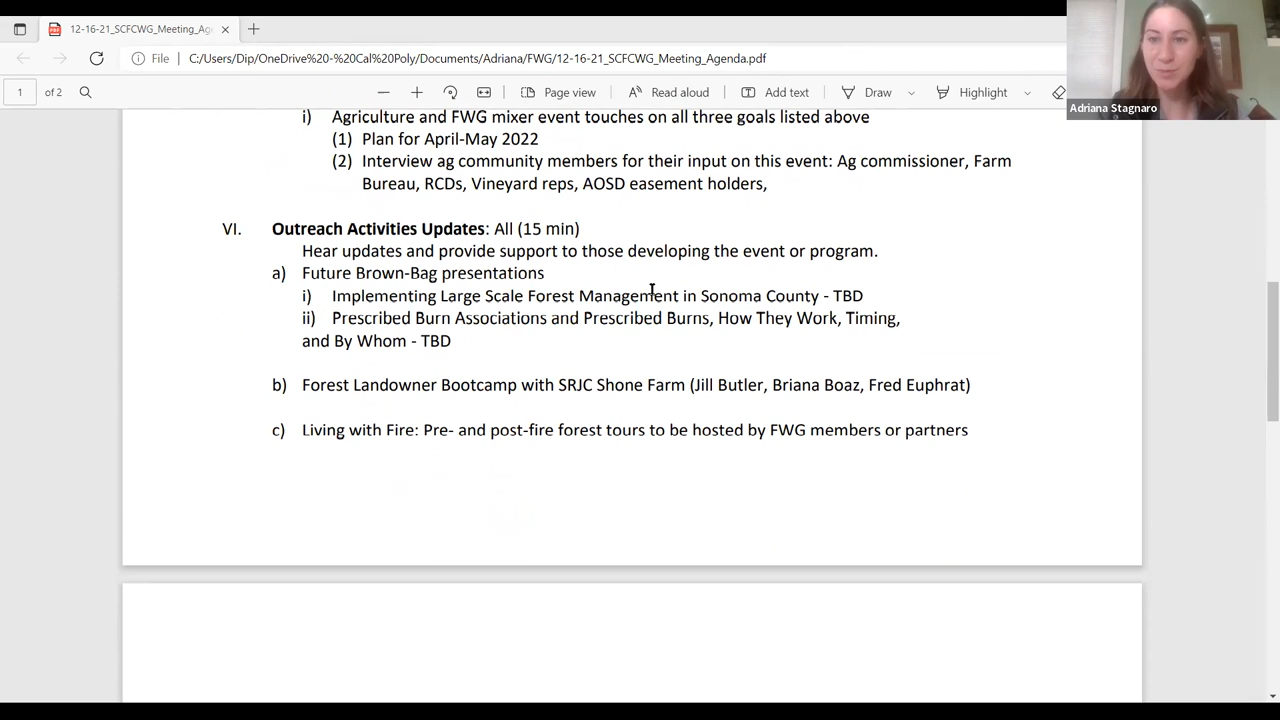 12-16-21_SCFCWG_Meeting_Age
File C:/Users/Dip/OneDrive%20-%20Cal%20Poly/Documents/Adriana/FWG/12-16-21_SCFCWG_Meeting_Agenda.pdf
1 of 2 Page view Read aloud Add text Draw Highlight
Adriana Stagnaro
i) Agriculture and FWG mixer event touches on all three goals listed above
(1) Plan for April-May 2022
(2) Interview ag community members for their input on this event: Ag commissioner, Farm
Bureau, RCDs, Vineyard reps, AOSD easement holders,
VI. Outreach Activities Updates: All (15 min)
Hear updates and provide support to those developing the event or program.
a) Future Brown-Bag presentations
i) Implementing Large Scale Forest Management in Sonoma County - TBD
ii) Prescribed Burn Associations and Prescribed Burns, How They Work, Timing,
and By Whom - TBD
b) Forest Landowner Bootcamp with SRJC Shone Farm (Jill Butler, Briana Boaz, Fred Euphrat)
c) Living with Fire: Pre- and post-fire forest tours to be hosted by FWG members or partners